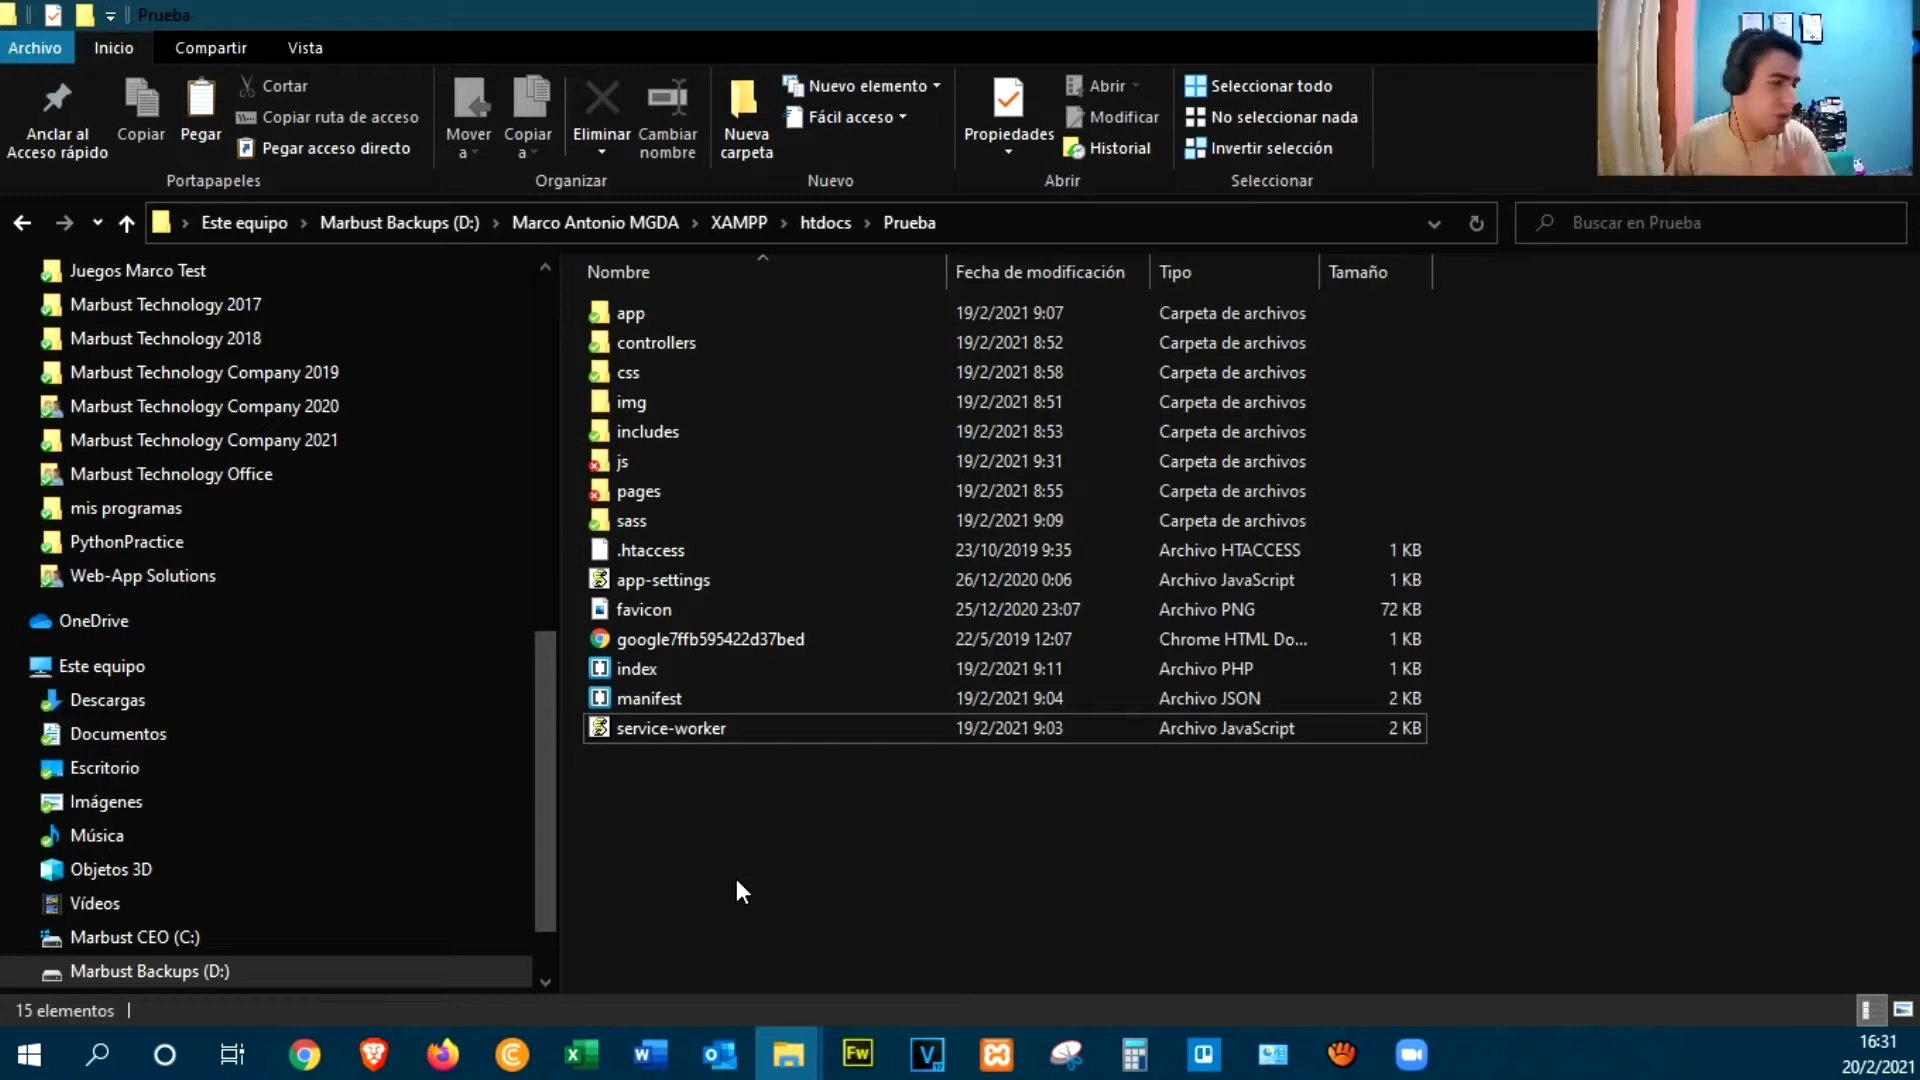 Prueba
Archivo Inicio Compartir Vista
Anclar al
Acceso rápido
Copiar
Pegar
Cortar
Copiar ruta de acceso
Pegar acceso directo
Portapapeles
Mover
a
Copiar
a
Eliminar
Cambiar
nombre
Organizar
Nueva
carpeta
Nuevo elemento
Fácil acceso
Nuevo
Propiedades
Abrir
Modificar
Historial
Abrir
Seleccionar todo
No seleccionar nada
Invertir selección
Seleccionar
Este equipo > Marbust Backups (D:) > Marco Antonio MGDA > XAMPP > htdocs > Prueba
Buscar en Prueba
Juegos Marco Test
Marbust Technology 2017
Marbust Technology 2018
Marbust Technology Company 2019
Marbust Technology Company 2020
Marbust Technology Company 2021
Marbust Technology Office
mis programas
PythonPractice
Web-App Solutions
OneDrive
Este equipo
Descargas
Documentos
Escritorio
Imágenes
Música
Objetos 3D
Vídeos
Marbust CEO (C:)
Marbust Backups (D:)
Nombre Fecha de modificación Tipo Tamaño
app 19/2/2021 9:07 Carpeta de archivos
controllers 19/2/2021 8:52 Carpeta de archivos
css 19/2/2021 8:58 Carpeta de archivos
img 19/2/2021 8:51 Carpeta de archivos
includes 19/2/2021 8:53 Carpeta de archivos
js 19/2/2021 9:31 Carpeta de archivos
pages 19/2/2021 8:55 Carpeta de archivos
sass 19/2/2021 9:09 Carpeta de archivos
.htaccess 23/10/2019 9:35 Archivo HTACCESS 1 KB
app-settings 26/12/2020 0:06 Archivo JavaScript 1 KB
favicon 25/12/2020 23:07 Archivo PNG 72 KB
google7ffb595422d37bed 22/5/2019 12:07 Chrome HTML Do... 1 KB
index 19/2/2021 9:11 Archivo PHP 1 KB
manifest 19/2/2021 9:04 Archivo JSON 2 KB
service-worker 19/2/2021 9:03 Archivo JavaScript 2 KB
15 elementos
Fw
16:31
20/2/2021